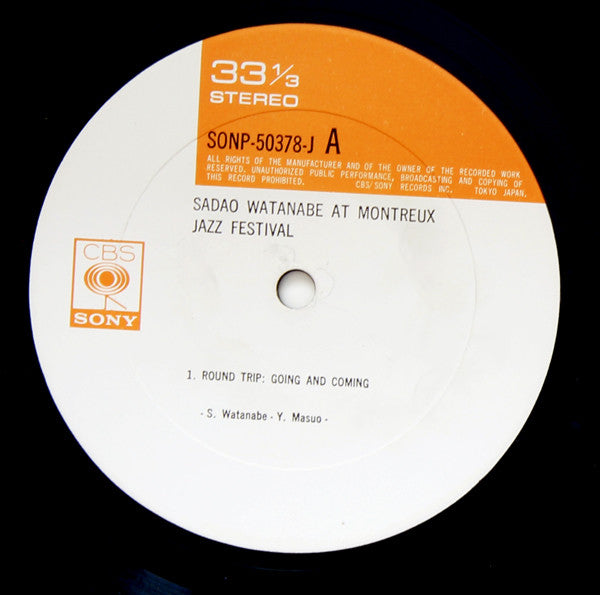 33 1/3
STEREO
SONP-50378-J A
ALL RIGHTS OF THE MANUFACTURER AND OF THE OWNER OF THE RECORDED WORK
RESERVED. UNAUTHORIZED PUBLIC PERFORMANCE, BROADCASTING AND COPYING OF
THIS RECORD PROHIBITED. CBS/SONY RECORDS INC. TOKYO JAPAN.
SADAO WATANABE AT MONTREUX
JAZZ FESTIVAL
CBS
SONY
1. ROUND TRIP: GOING AND COMING
- S. Watanabe - Y. Masuo -